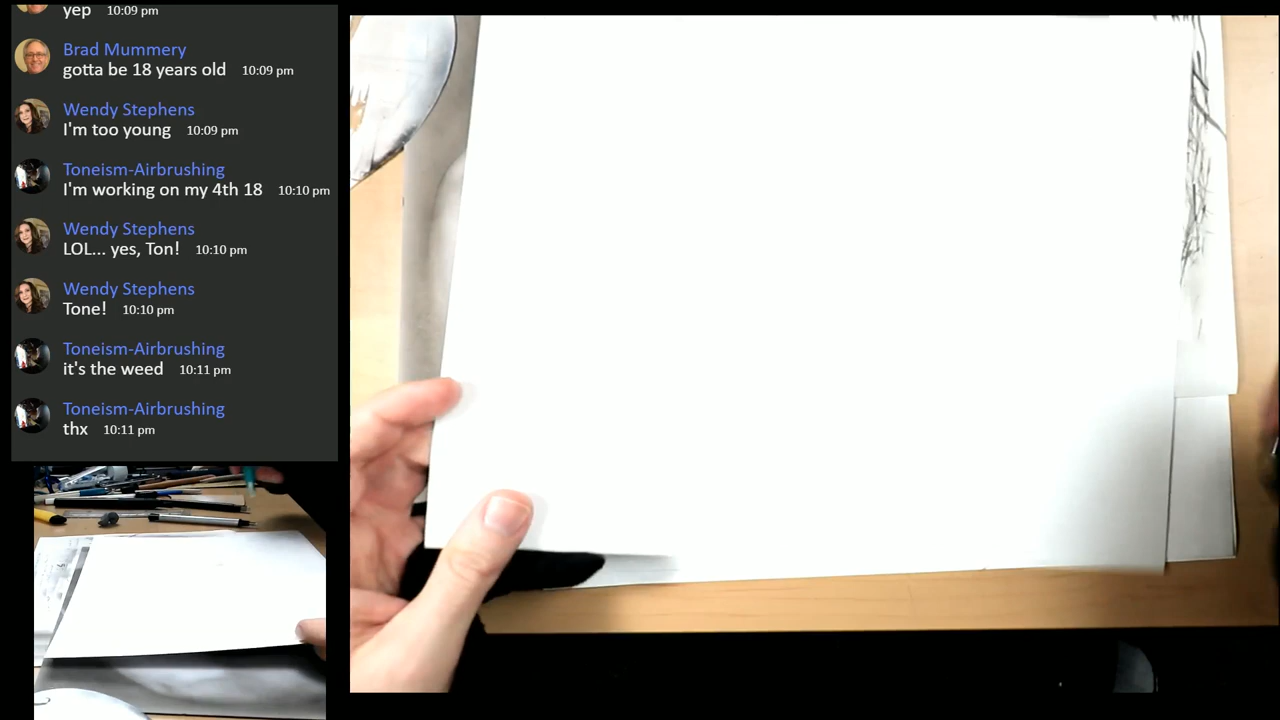 yep 10:09 pm
Brad Mummery
gotta be 18 years old 10:09 pm
Wendy Stephens
I'm too young 10:09 pm
Toneism-Airbrushing
I'm working on my 4th 18 10:10 pm
Wendy Stephens
LOL... yes, Ton! 10:10 pm
Wendy Stephens
Tone! 10:10 pm
Toneism-Airbrushing
it's the weed 10:11 pm
Toneism-Airbrushing
thx 10:11 pm